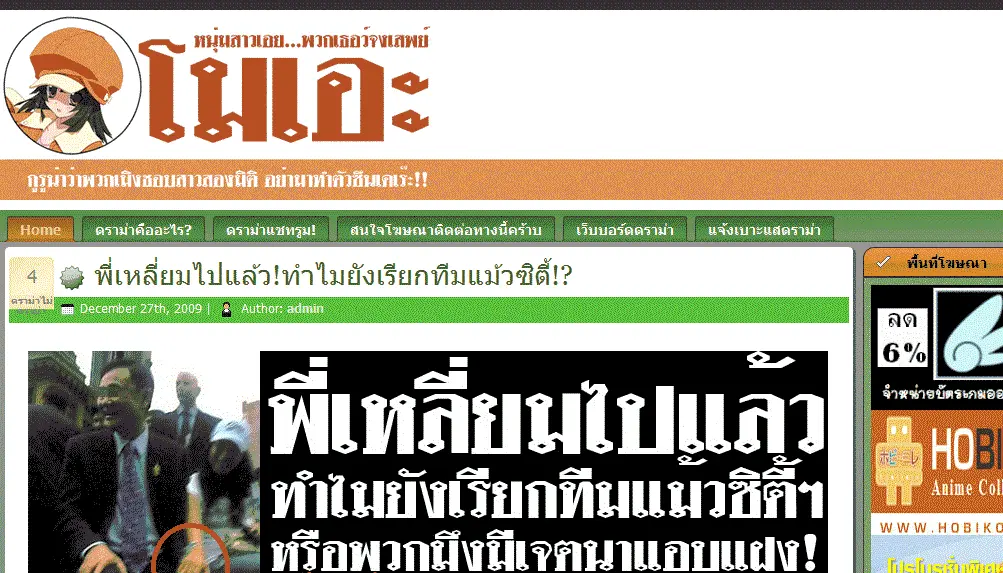 หนุ่มสาวเอย...พวกเธอว์จงเสพย์
โมเอะ
กูรูน่าว่าพวกเมิงชอบสาวสองมิติ อย่ามาทำตัวซึนเดเร๊ะ!!
Home
ดราม่าคืออะไร?
ดราม่าแชทรูม!
สนใจโฆษณาติดต่อทางนี้คร้าบ
เว็บบอร์ดดราม่า
แจ้งเบาะแสดราม่า
4
ดราม่าไม่
พี่เหลี่ยมไปแล้ว!ทำไมยังเรียกทีมแม้วซิตี้!?
December 27th, 2009 | Author: admin
พี่เหลี่ยมไปแล้ว
ทำไมยังเรียกทีมแม้วซิตี้ฯ
หรือพวกมึงมีเจตนาแอบแฝง!
พื้นที่โฆษณา
ลด
6%
จำหน่ายบัตรเกมออ
HOBI
Anime Coll
WWW.HOBIKO
โปรโมชั่นพิเศษ